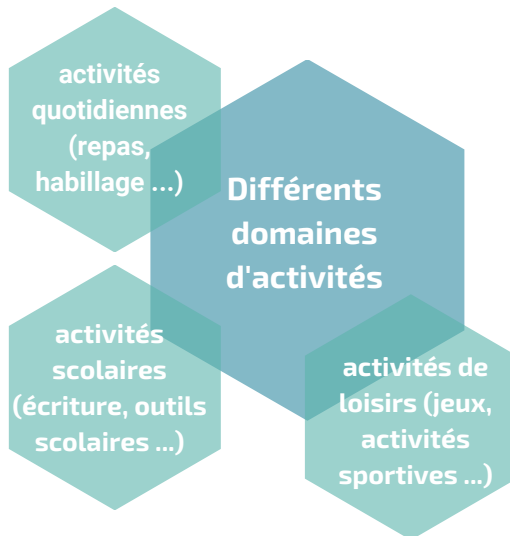 activités
quotidiennes
(repas,
habillage ...)
Différents
domaines
d'activités
activités
scolaires
(écriture, outils
scolaires ...)
activités de
loisirs (jeux,
activités
sportives ...)